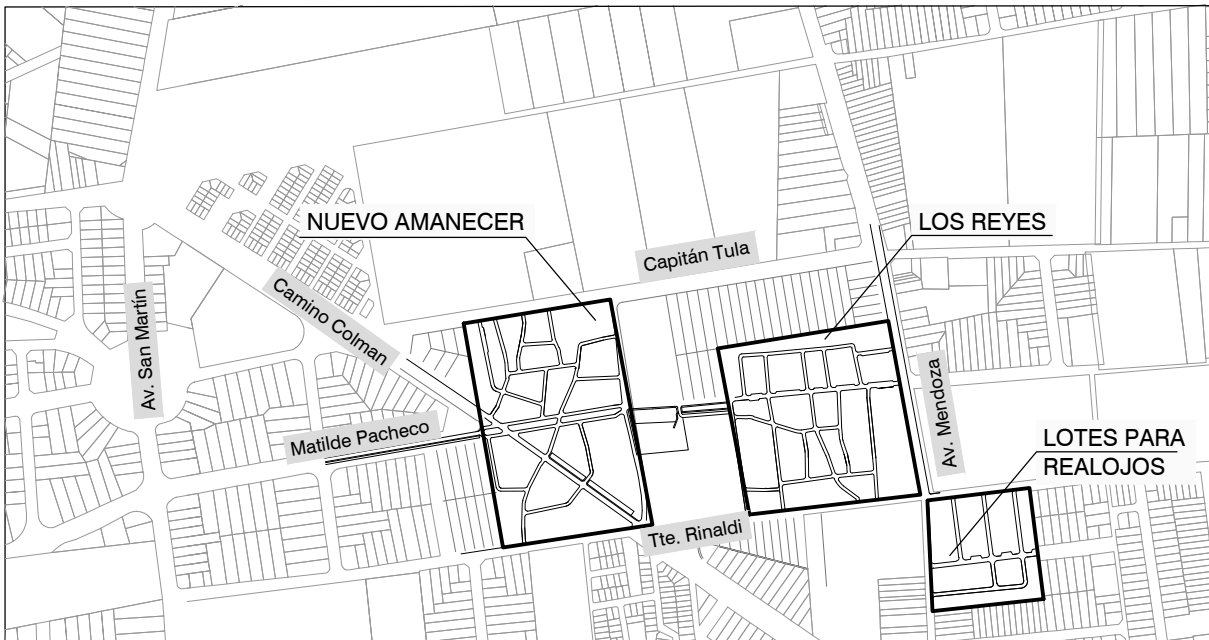 NUEVO AMANECER
LOS REYES
Capitán Tula
Camino Colman
Av. San Martín
Av. Mendoza
Matilde Pacheco
LOTES PARA
REALOJOS
Tte. Rinaldi